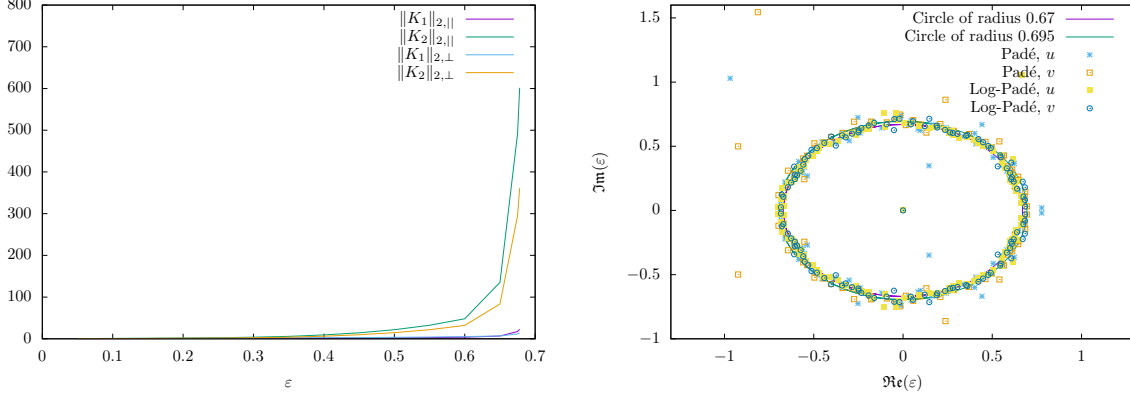 800
700
600
500
400
300
200
100
0
0 0.1 0.2 0.3 0.4 0.5 0.6 0.7
ε
‖K₁‖₂,||
‖K₂‖₂,||
‖K₁‖₂,⊥
‖K₂‖₂,⊥
1.5
1
0.5
0
−0.5
−1
−1 −0.5 0 0.5 1
ℑm(ε)
ℜe(ε)
Circle of radius 0.67
Circle of radius 0.695
Padé, u
Padé, v
Log-Padé, u
Log-Padé, v